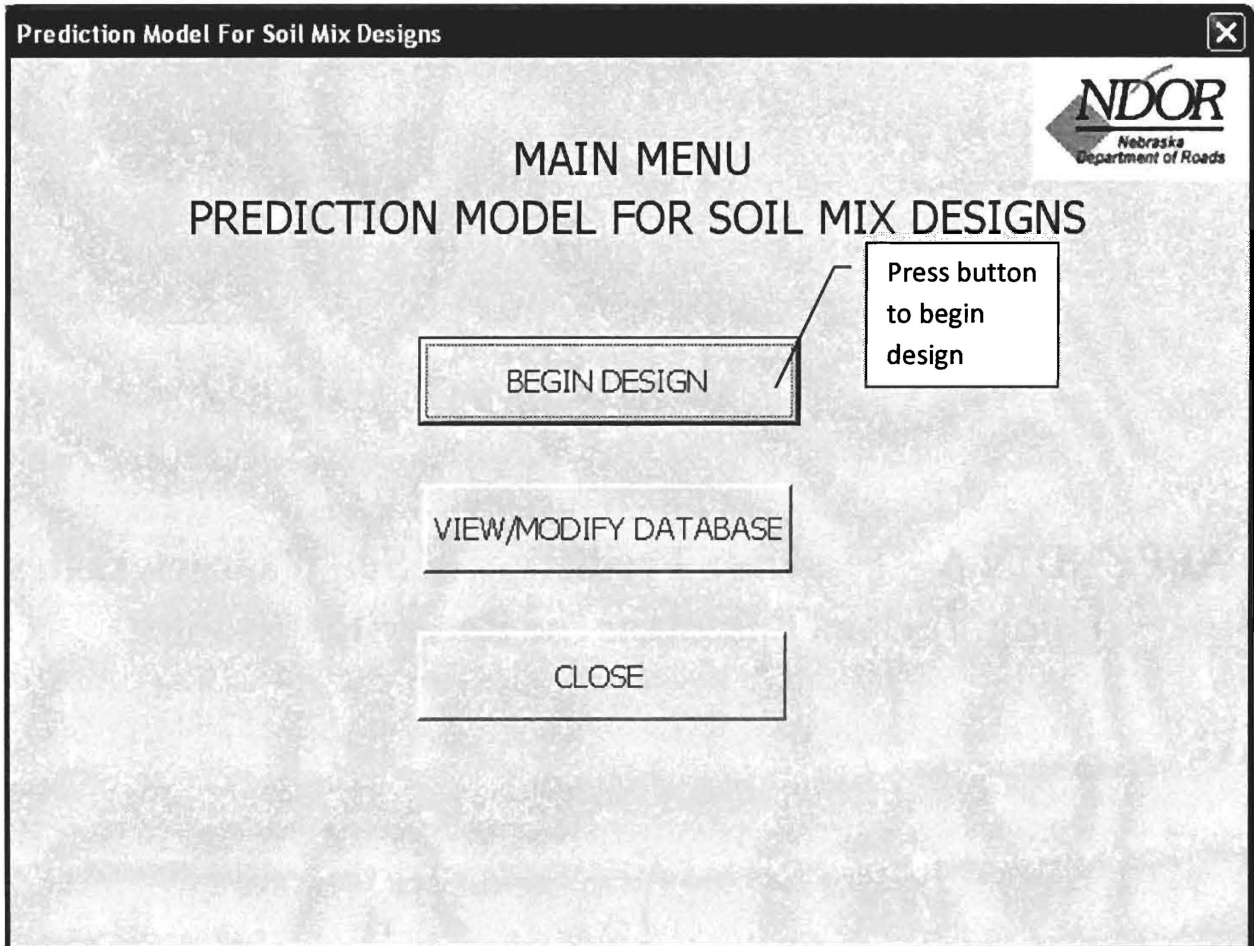 Prediction Model For Soil Mix Designs
NDOR
Nebraska
Department of Roads
MAIN MENU
PREDICTION MODEL FOR SOIL MIX DESIGNS
Press button
to begin
design
BEGIN DESIGN
VIEW/MODIFY DATABASE
CLOSE